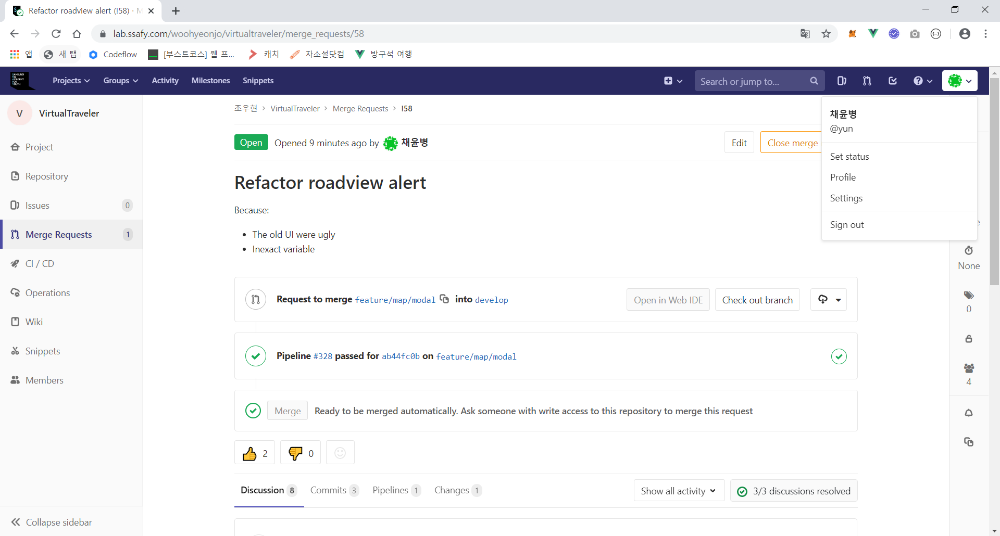 Refactor roadview alert (!58) · M
lab.ssafy.com/woohyeonjo/virtualtraveler/merge_requests/58
앱 새 탭 Codeflow [부스트코스] 웹 프... 캐치 자소설닷컴 방구석 여행
SAMSUNG
SW
ACADEMY
FOR
YOUTH
Projects Groups Activity Milestones Snippets Search or jump to...
V VirtualTraveler
Project
Repository
Issues 0
Merge Requests 1
CI / CD
Operations
Wiki
Snippets
Members
Collapse sidebar
조우현 > VirtualTraveler > Merge Requests > !58
Open Opened 9 minutes ago by 채윤병 Edit Close merge
채윤병
@yun
Set status
Profile
Settings
Sign out
Refactor roadview alert
Because:
• The old UI were ugly
• Inexact variable
Request to merge feature/map/modal into develop Open in Web IDE Check out branch
Pipeline #328 passed for ab44fc0b on feature/map/modal
Merge Ready to be merged automatically. Ask someone with write access to this repository to merge this request
2 0
Discussion 8 Commits 3 Pipelines 1 Changes 1 Show all activity 3/3 discussions resolved
None
0
4